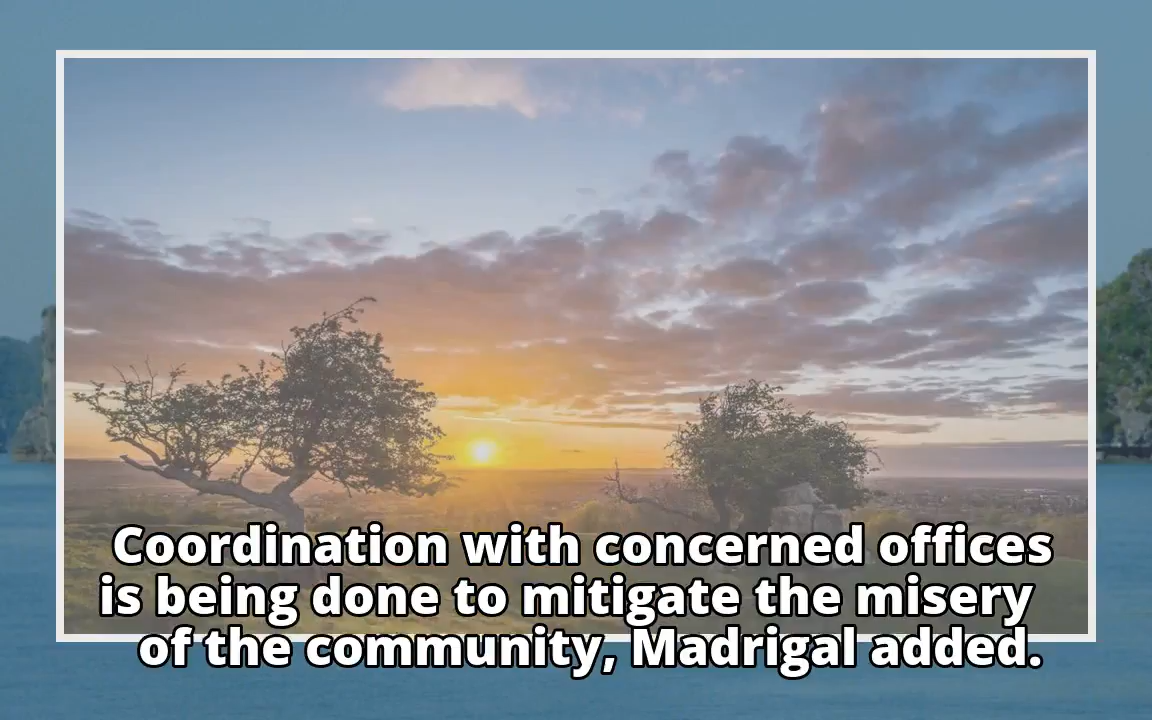 Coordination with concerned offices
is being done to mitigate the misery
of the community, Madrigal added.